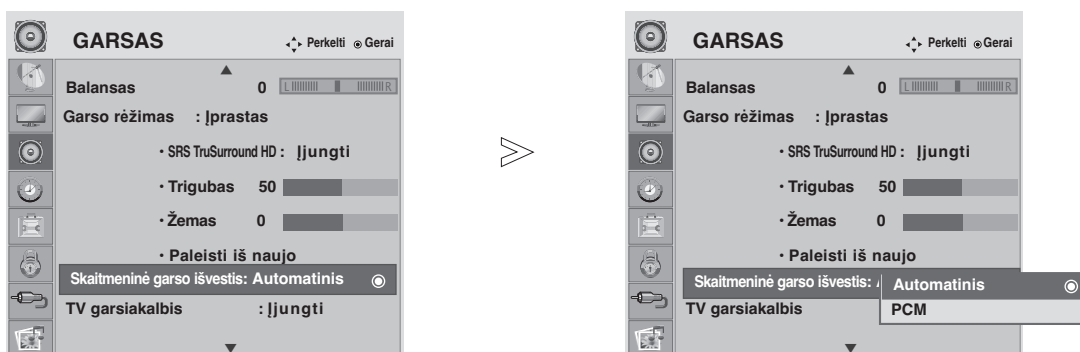 GARSAS Perkelti Gerai
Balansas 0 L R
Garso rėžimas : Įprastas
• SRS TruSurround HD : Įjungti
• Trigubas 50
• Žemas 0
• Paleisti iš naujo
Skaitmeninė garso išvestis: Automatinis
TV garsiakalbis : Įjungti
GARSAS Perkelti Gerai
Balansas 0 L R
Garso rėžimas : Įprastas
• SRS TruSurround HD : Įjungti
• Trigubas 50
• Žemas 0
• Paleisti iš naujo
Skaitmeninė garso išvestis:
Automatinis
TV garsiakalbis
PCM